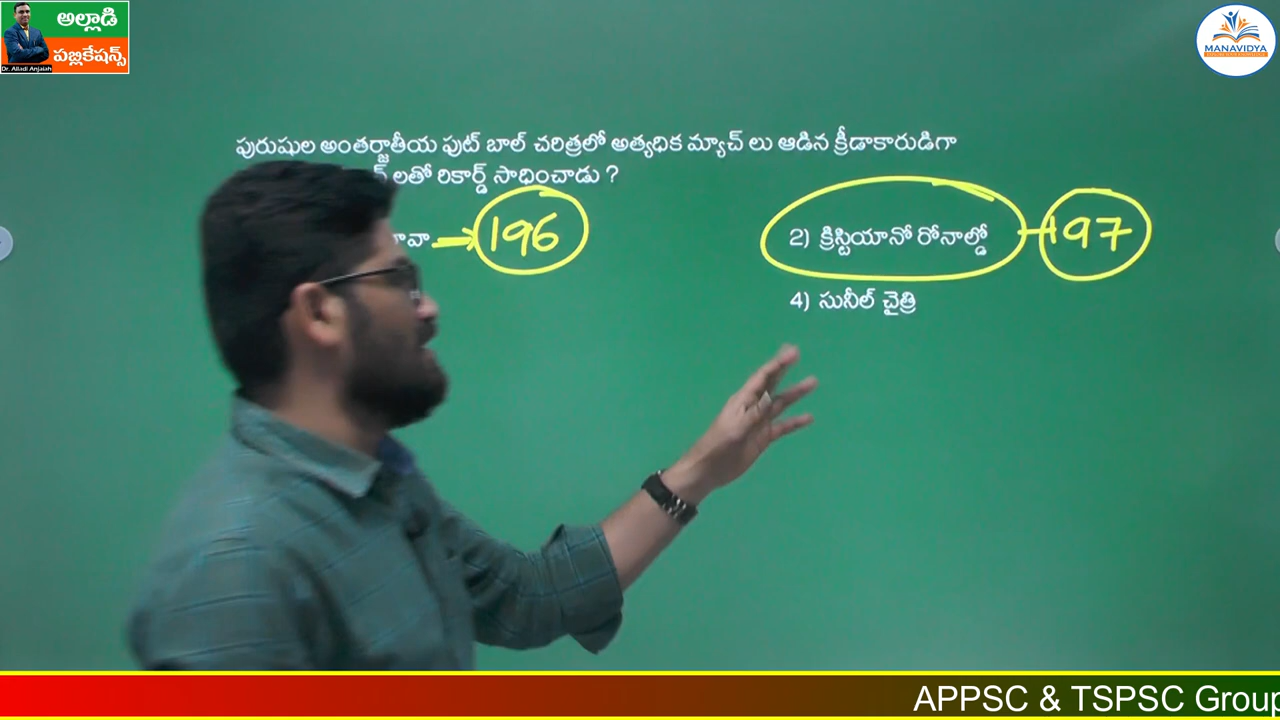 అల్లాడి
పబ్లికేషన్స్
Dr. Alladi Anjaiah
MANAVIDYA
పురుషుల అంతర్జాతీయ ఫుట్ బాల్ చరిత్రలో అత్యధిక మ్యాచ్ లు ఆడిన క్రీడాకారుడిగా
లతో రికార్డ్ సాధించాడు ?
196
2) క్రిస్టియానో రోనాల్డో
197
4) సునీల్ చైత్రి
APPSC & TSPSC Group